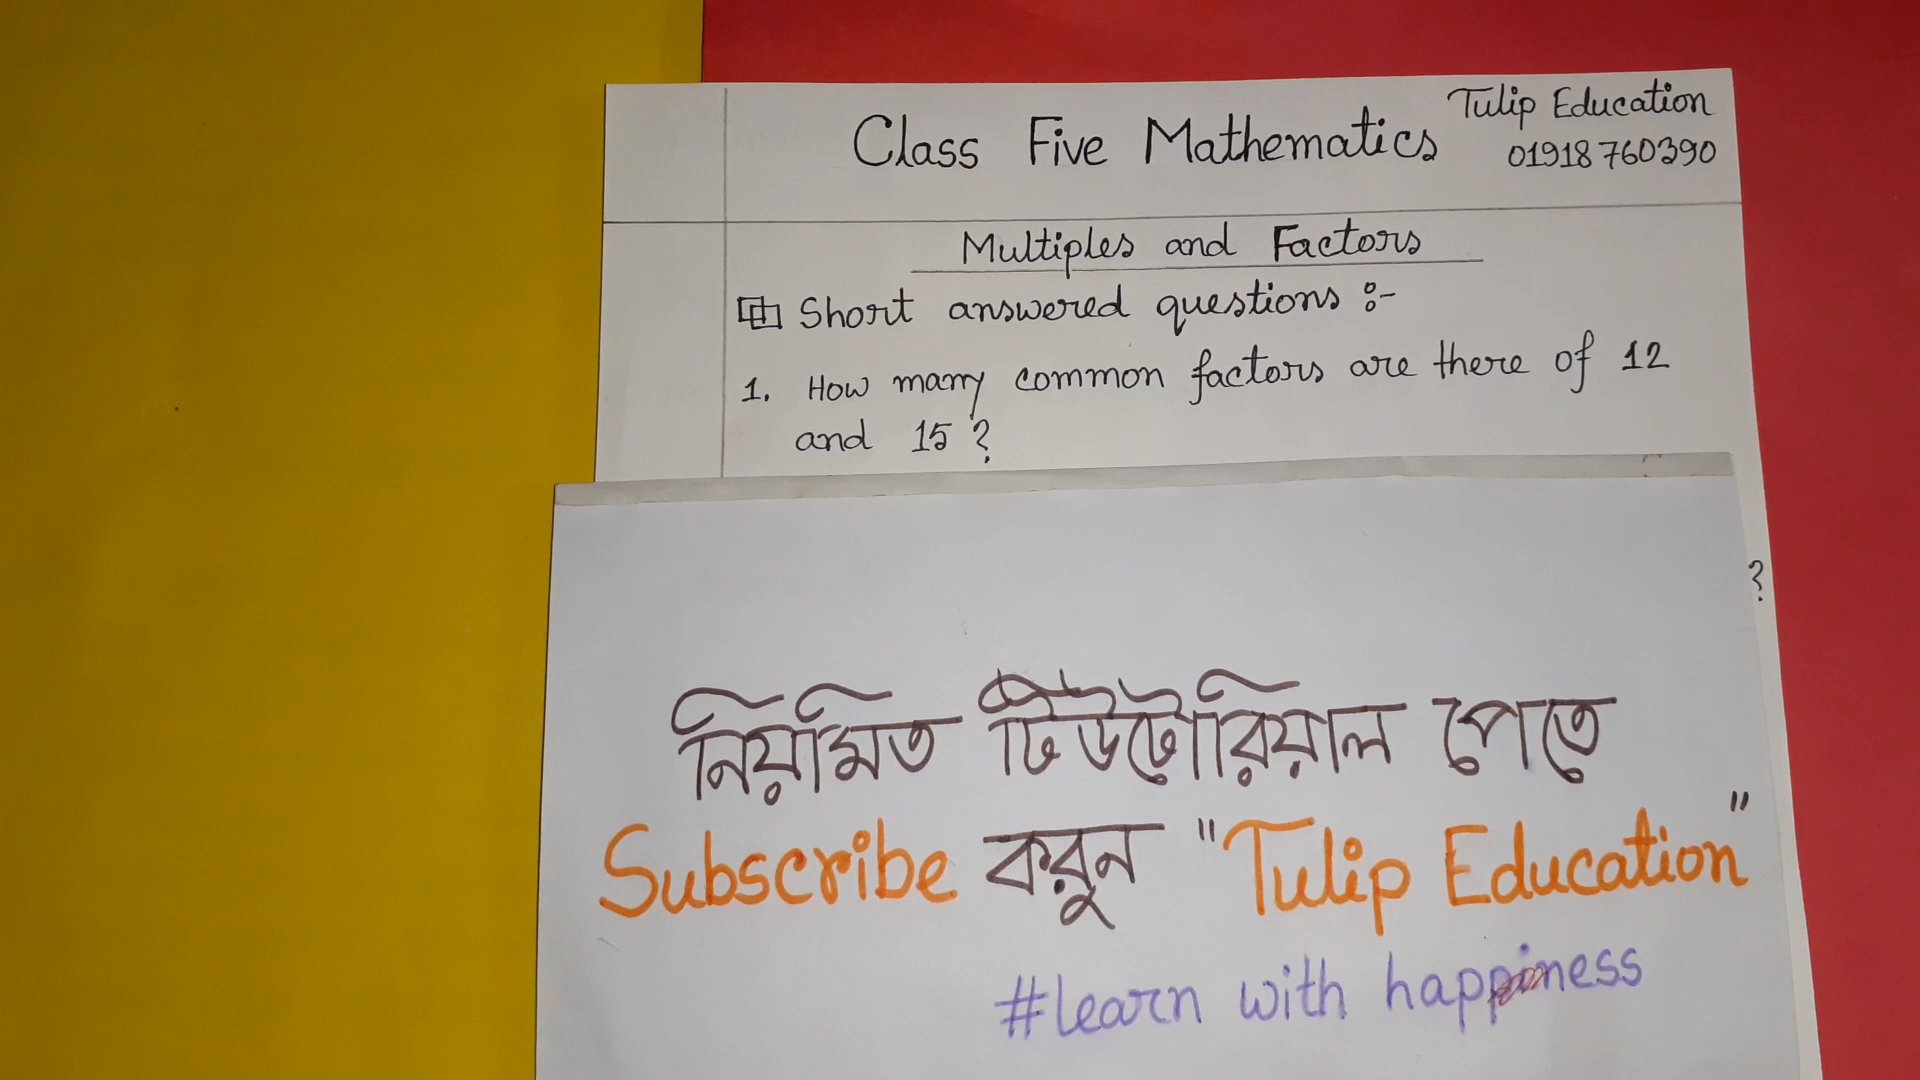 Class Five Mathematics
Tulip Education
01918760390
Multiples and Factors
Short answered questions :-
1. How many common factors are there of 12
and 15 ?
?
নিয়মিত টিউটোরিয়াল পেতে
Subscribe করুন "Tulip Education"
#learn with happiness